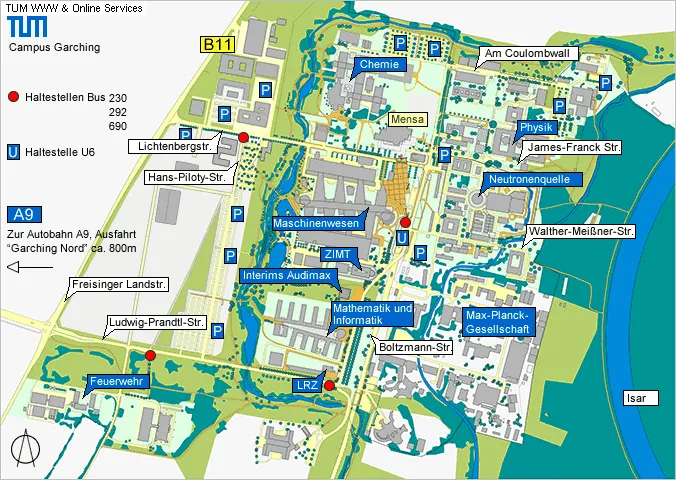 TUM WWW & Online Services
TUM
Campus Garching
Haltestellen Bus 230
292
690
U Haltestelle U6
A9
Zur Autobahn A9, Ausfahrt
"Garching Nord" ca. 800m
B11
P
P
P
P
P
P
P
P
P
P
P
P
P
P
U
Chemie
Am Coulombwall
Mensa
Physik
Lichtenbergstr.
James-Franck Str.
Hans-Piloty-Str.
Neutronenquelle
Maschinenwesen
Walther-Meißner-Str.
ZIMT
Interims Audimax
Freisinger Landstr.
Mathematik und
Informatik
Max-Planck-
Gesellschaft
Ludwig-Prandtl-Str.
Boltzmann-Str.
Feuerwehr
LRZ
Isar